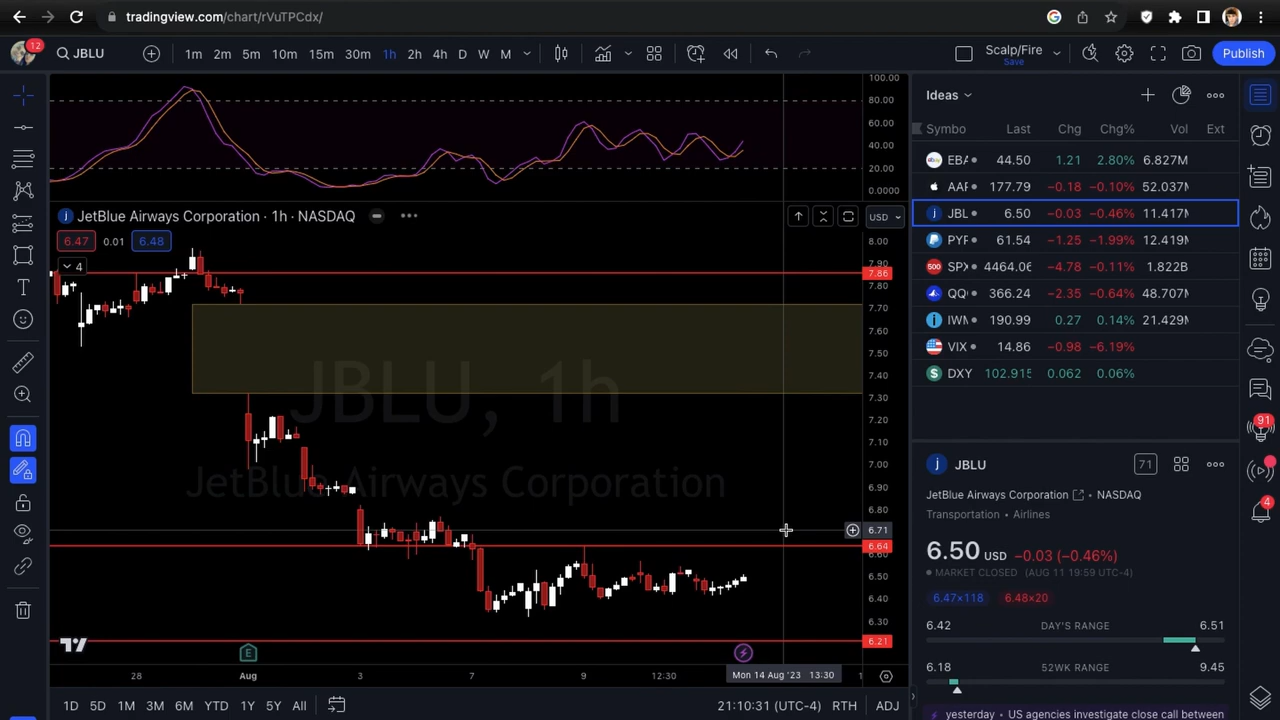 tradingview.com/chart/rVuTPCdx/
12
JBLU
1m 2m 5m 10m 15m 30m 1h 2h 4h D W M
Scalp/Fire
Save
Publish
100.00
80.00
60.00
40.00
20.00
0.0000
JetBlue Airways Corporation · 1h · NASDAQ
USD
6.47 0.01 6.48
4
8.00
7.90
7.86
7.80
7.70
7.60
7.50
7.40
7.30
7.20
7.10
7.00
6.90
6.80
6.71
6.64
6.60
6.50
6.40
6.30
6.21
JBLU, 1h
JetBlue Airways Corporation
E
28 Aug 3 7 9 12:30 Mon 14 Aug '23 13:30
1D 5D 1M 3M 6M YTD 1Y 5Y All
21:10:31 (UTC-4) RTH ADJ
Ideas
Symbo Last Chg Chg% Vol Ext
EBA 44.50 1.21 2.80% 6.827M
AAP 177.79 −0.18 −0.10% 52.037M
JBL 6.50 −0.03 −0.46% 11.417M
PYP 61.54 −1.25 −1.99% 12.419M
SPX 4464.06 −4.78 −0.11% 1.822B
QQ 366.24 −2.35 −0.64% 48.707M
IWM 190.99 0.27 0.14% 21.429M
VIX 14.86 −0.98 −6.19%
DXY 102.915 0.062 0.06%
JBLU
71
JetBlue Airways Corporation • NASDAQ
Transportation • Airlines
6.50 USD −0.03 (−0.46%)
MARKET CLOSED (AUG 11 19:59 UTC-4)
6.47×118 6.48×20
6.42 DAY'S RANGE 6.51
6.18 52WK RANGE 9.45
yesterday • US agencies investigate close call between
91
4